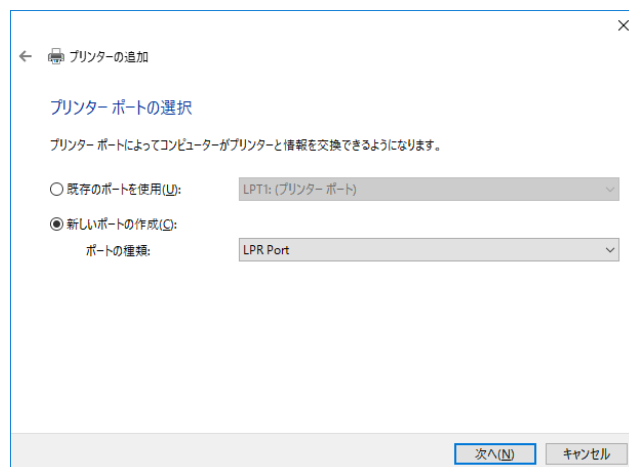 プリンターの追加
プリンター ポートの選択
プリンター ポートによってコンピューターがプリンターと情報を交換できるようになります。
既存のポートを使用(U): LPT1: (プリンター ポート)
新しいポートの作成(C):
ポートの種類: LPR Port
次へ(N) キャンセル